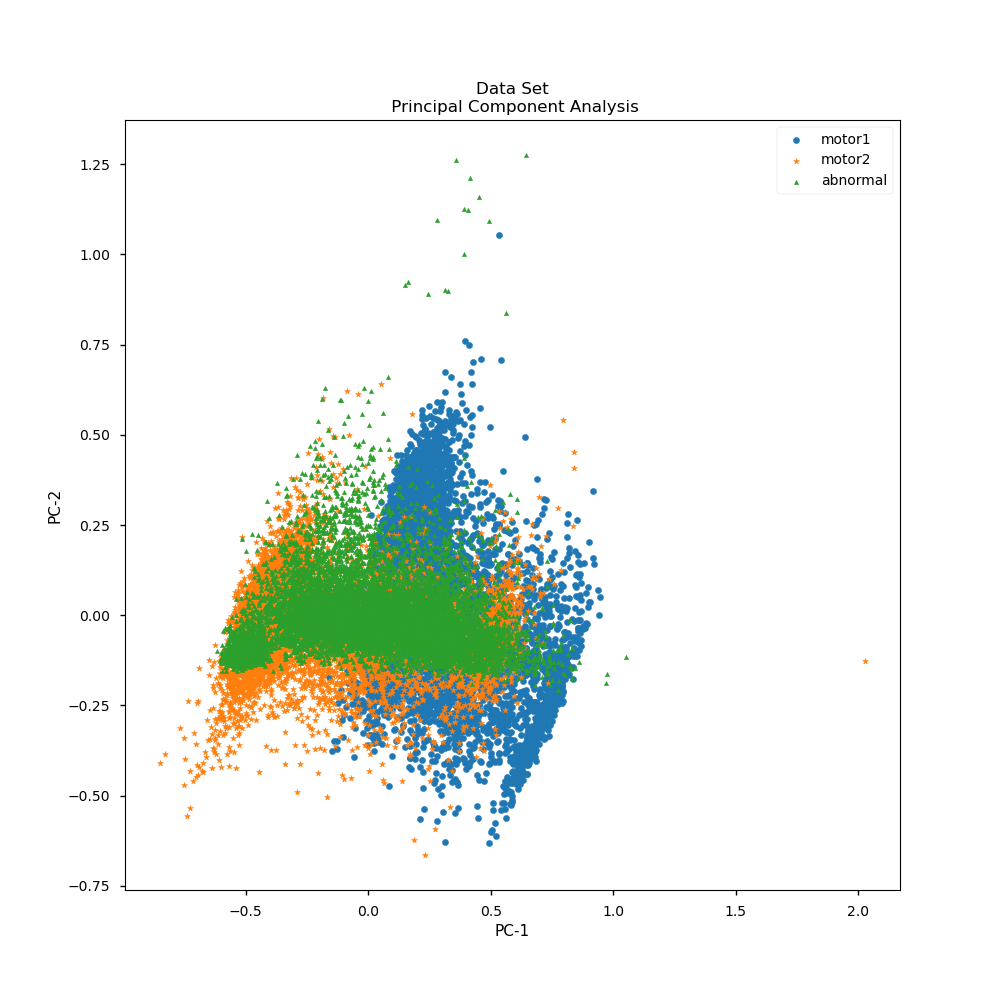 Data Set
Principal Component Analysis
motor1
motor2
abnormal
1.25
1.00
0.75
0.50
0.25
0.00
−0.25
−0.50
−0.75
PC-2
−0.5
0.0
0.5
1.0
1.5
2.0
PC-1